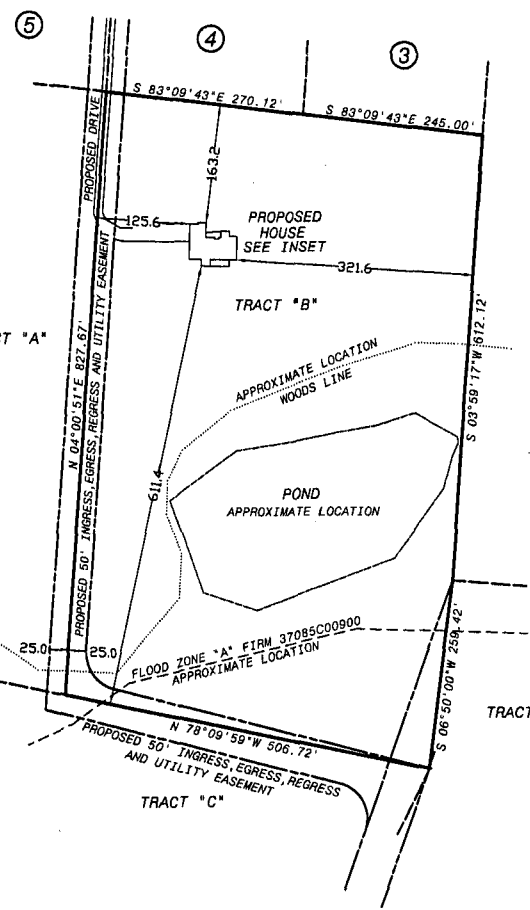 5
4
3
S 83°09'43"E 270.12'
S 83°09'43"E 245.00'
PROPOSED DRIVE
163.2
125.6
PROPOSED
HOUSE
SEE INSET
321.6
TRACT "B"
CT "A"
N 04°00'51"E 827.67'
PROPOSED 50' INGRESS, EGRESS, REGRESS AND UTILITY EASEMENT
S 03°59'17"W 612.12'
APPROXIMATE LOCATION
WOODS LINE
611.4
POND
APPROXIMATE LOCATION
25.0
25.0
FLOOD ZONE "A" FIRM 37085C00900
APPROXIMATE LOCATION
S 06°50'00"W 259.42'
TRACT
N 78°09'59"W 506.72'
PROPOSED 50' INGRESS, EGRESS, REGRESS
AND UTILITY EASEMENT
TRACT "C"